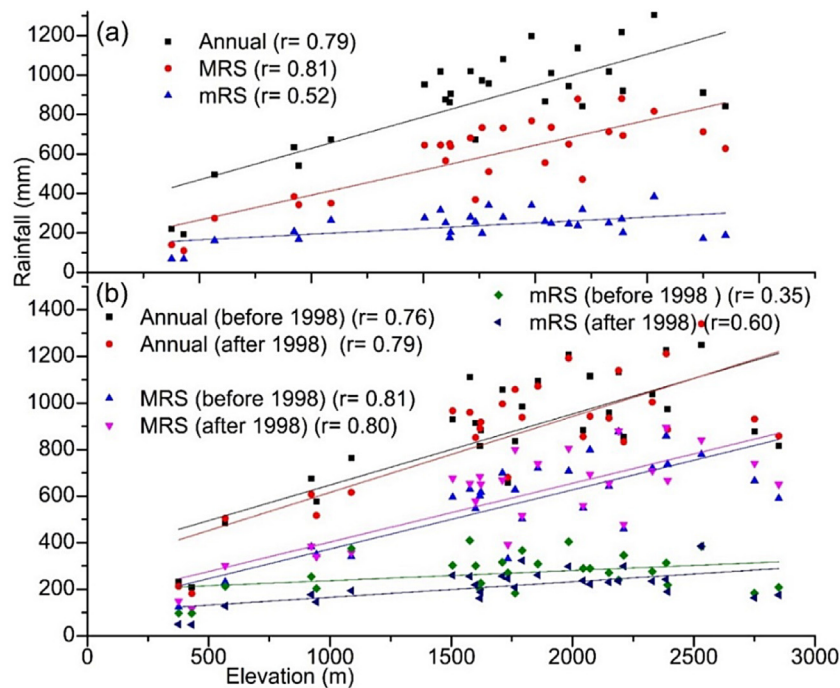 (a)
Annual (r= 0.79)
MRS (r= 0.81)
mRS (r= 0.52)
1200
1000
800
600
400
200
0
Rainfall (mm)
(b)
Annual (before 1998) (r= 0.76)
Annual (after 1998) (r= 0.79)
MRS (before 1998) (r= 0.81)
MRS (after 1998) (r= 0.80)
mRS (before 1998 ) (r= 0.35)
mRS (after 1998) (r=0.60)
1400
1200
1000
800
600
400
200
0
0 500 1000 1500 2000 2500 3000
Elevation (m)